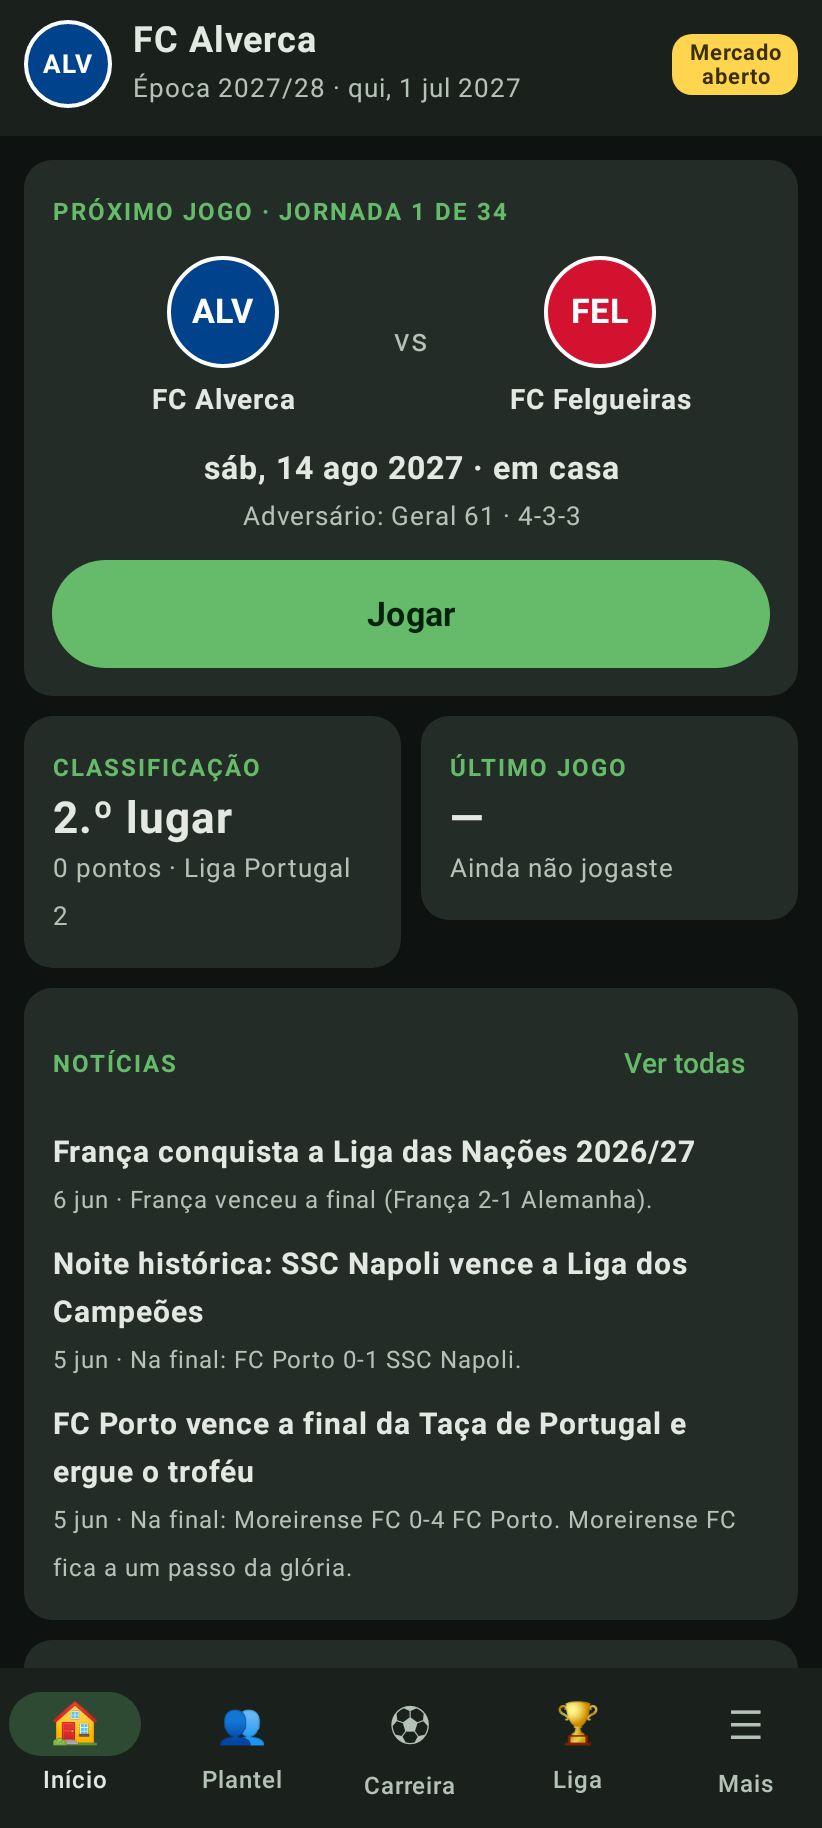 ALV
FC Alverca
Época 2027/28 · qui, 1 jul 2027
Mercado
aberto
PRÓXIMO JOGO · JORNADA 1 DE 34
ALV
vs
FEL
FC Alverca
FC Felgueiras
sáb, 14 ago 2027 · em casa
Adversário: Geral 61 · 4-3-3
Jogar
CLASSIFICAÇÃO
2.º lugar
0 pontos · Liga Portugal
2
ÚLTIMO JOGO
—
Ainda não jogaste
NOTÍCIAS
Ver todas
França conquista a Liga das Nações 2026/27
6 jun · França venceu a final (França 2-1 Alemanha).
Noite histórica: SSC Napoli vence a Liga dos
Campeões
5 jun · Na final: FC Porto 0-1 SSC Napoli.
FC Porto vence a final da Taça de Portugal e
ergue o troféu
5 jun · Na final: Moreirense FC 0-4 FC Porto. Moreirense FC
fica a um passo da glória.
Início
Plantel
Carreira
Liga
Mais